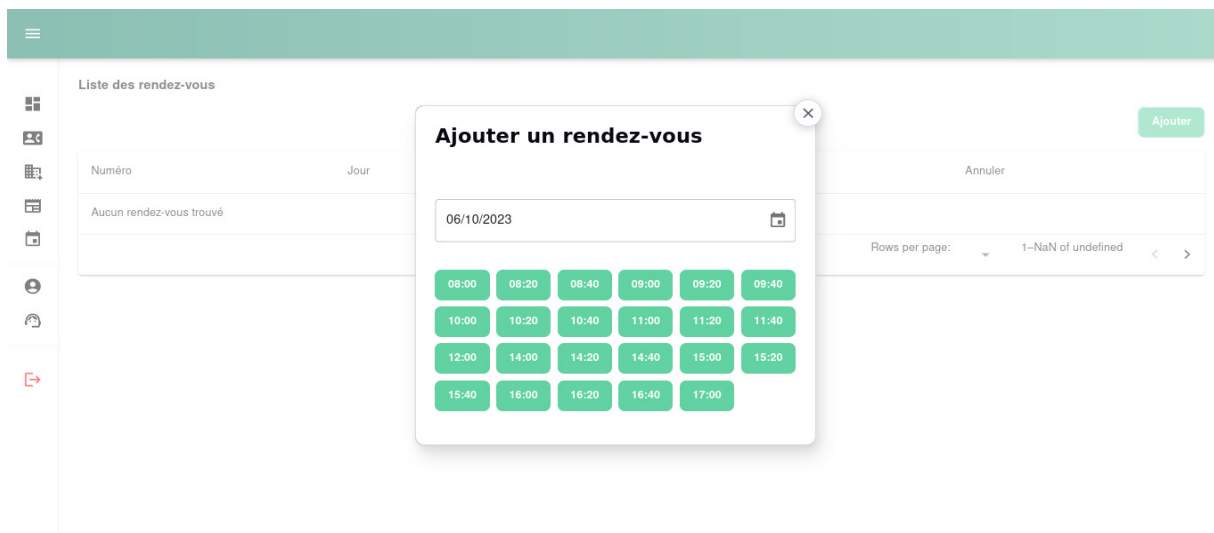 Liste des rendez-vous
Ajouter
Numéro Jour Annuler
Aucun rendez-vous trouvé
Rows per page: 1–NaN of undefined
Ajouter un rendez-vous
06/10/2023
08:00 08:20 08:40 09:00 09:20 09:40
10:00 10:20 10:40 11:00 11:20 11:40
12:00 14:00 14:20 14:40 15:00 15:20
15:40 16:00 16:20 16:40 17:00